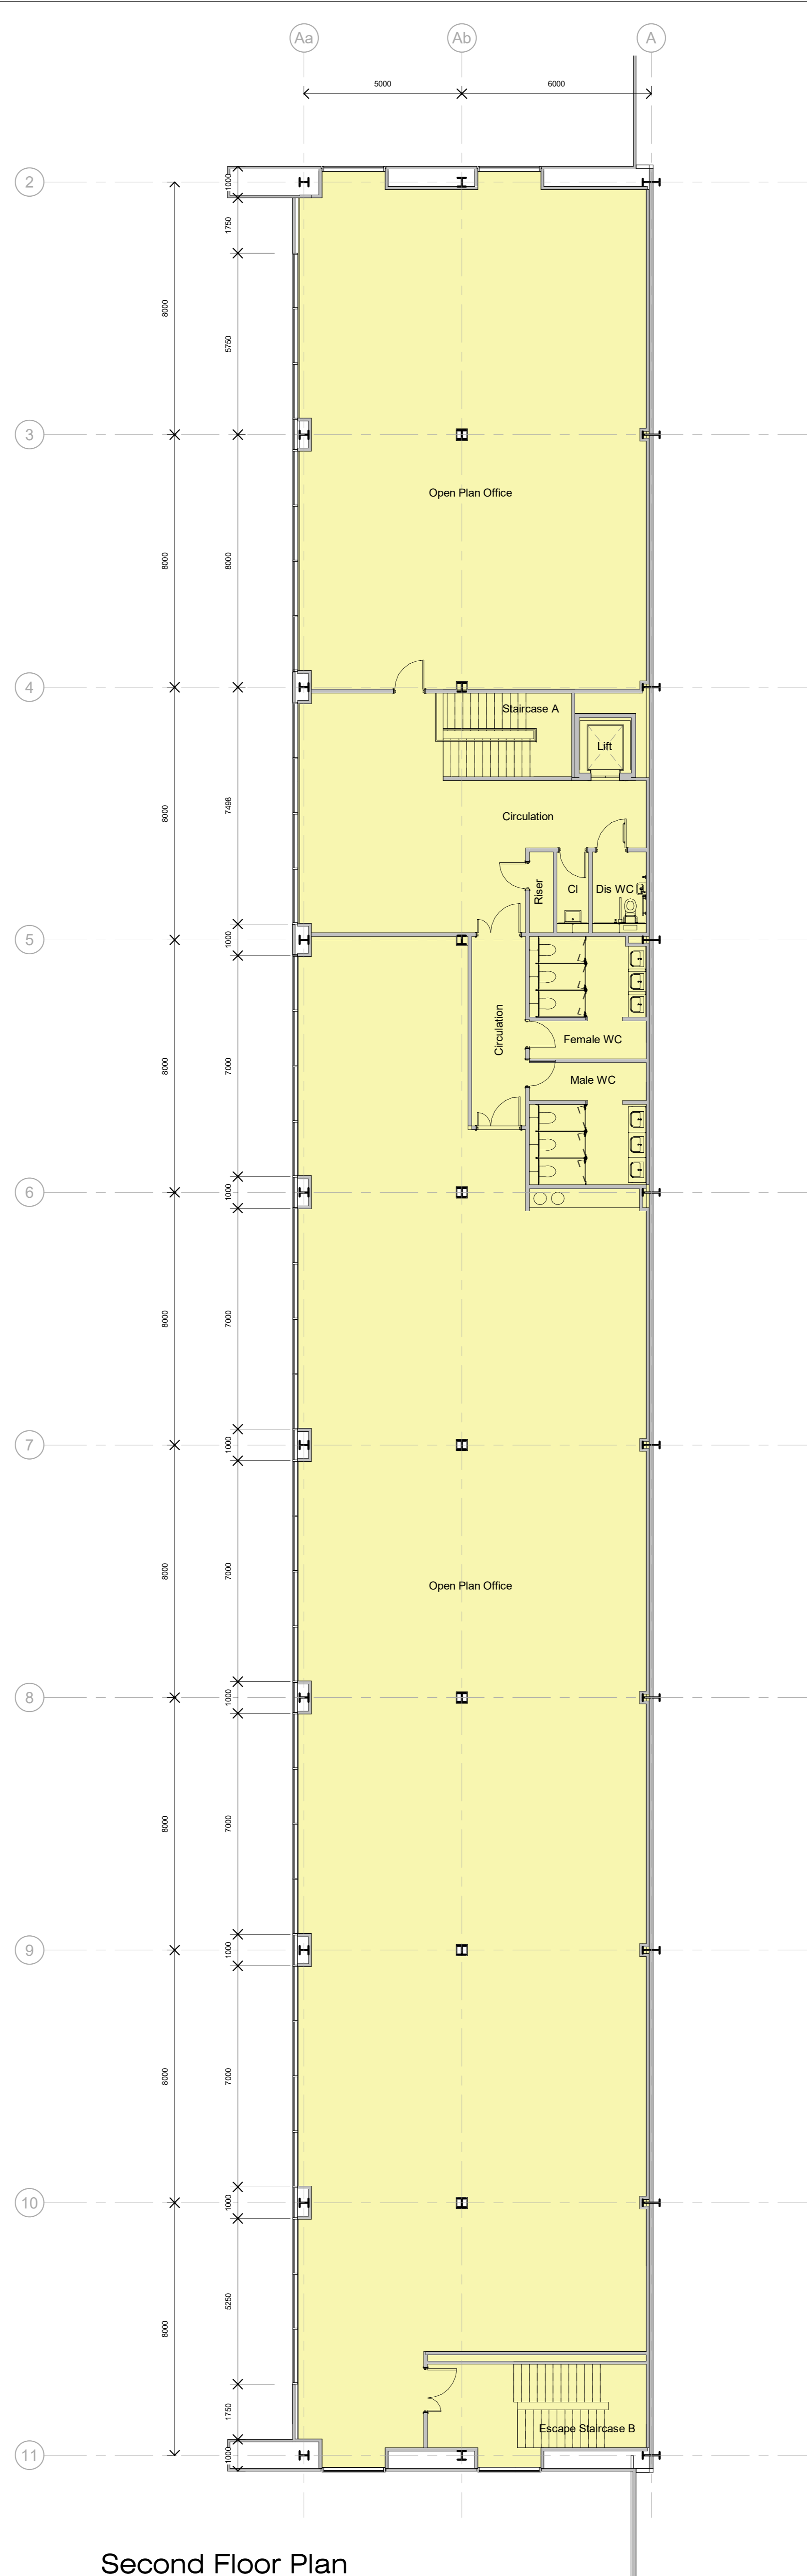 Aa
Ab
A
5000
6000
2
1000
1750
8000
5750
3
Open Plan Office
8000
8000
4
Staircase A
Lift
8000
7498
Circulation
Riser
Cl
Dis WC
5
1000
Circulation
Female WC
8000
7000
Male WC
6
1000
8000
7000
7
1000
8000
7000
Open Plan Office
8
1000
8000
7000
9
1000
8000
7000
10
1000
8000
5250
1750
Escape Staircase B
11
1000
Second Floor Plan